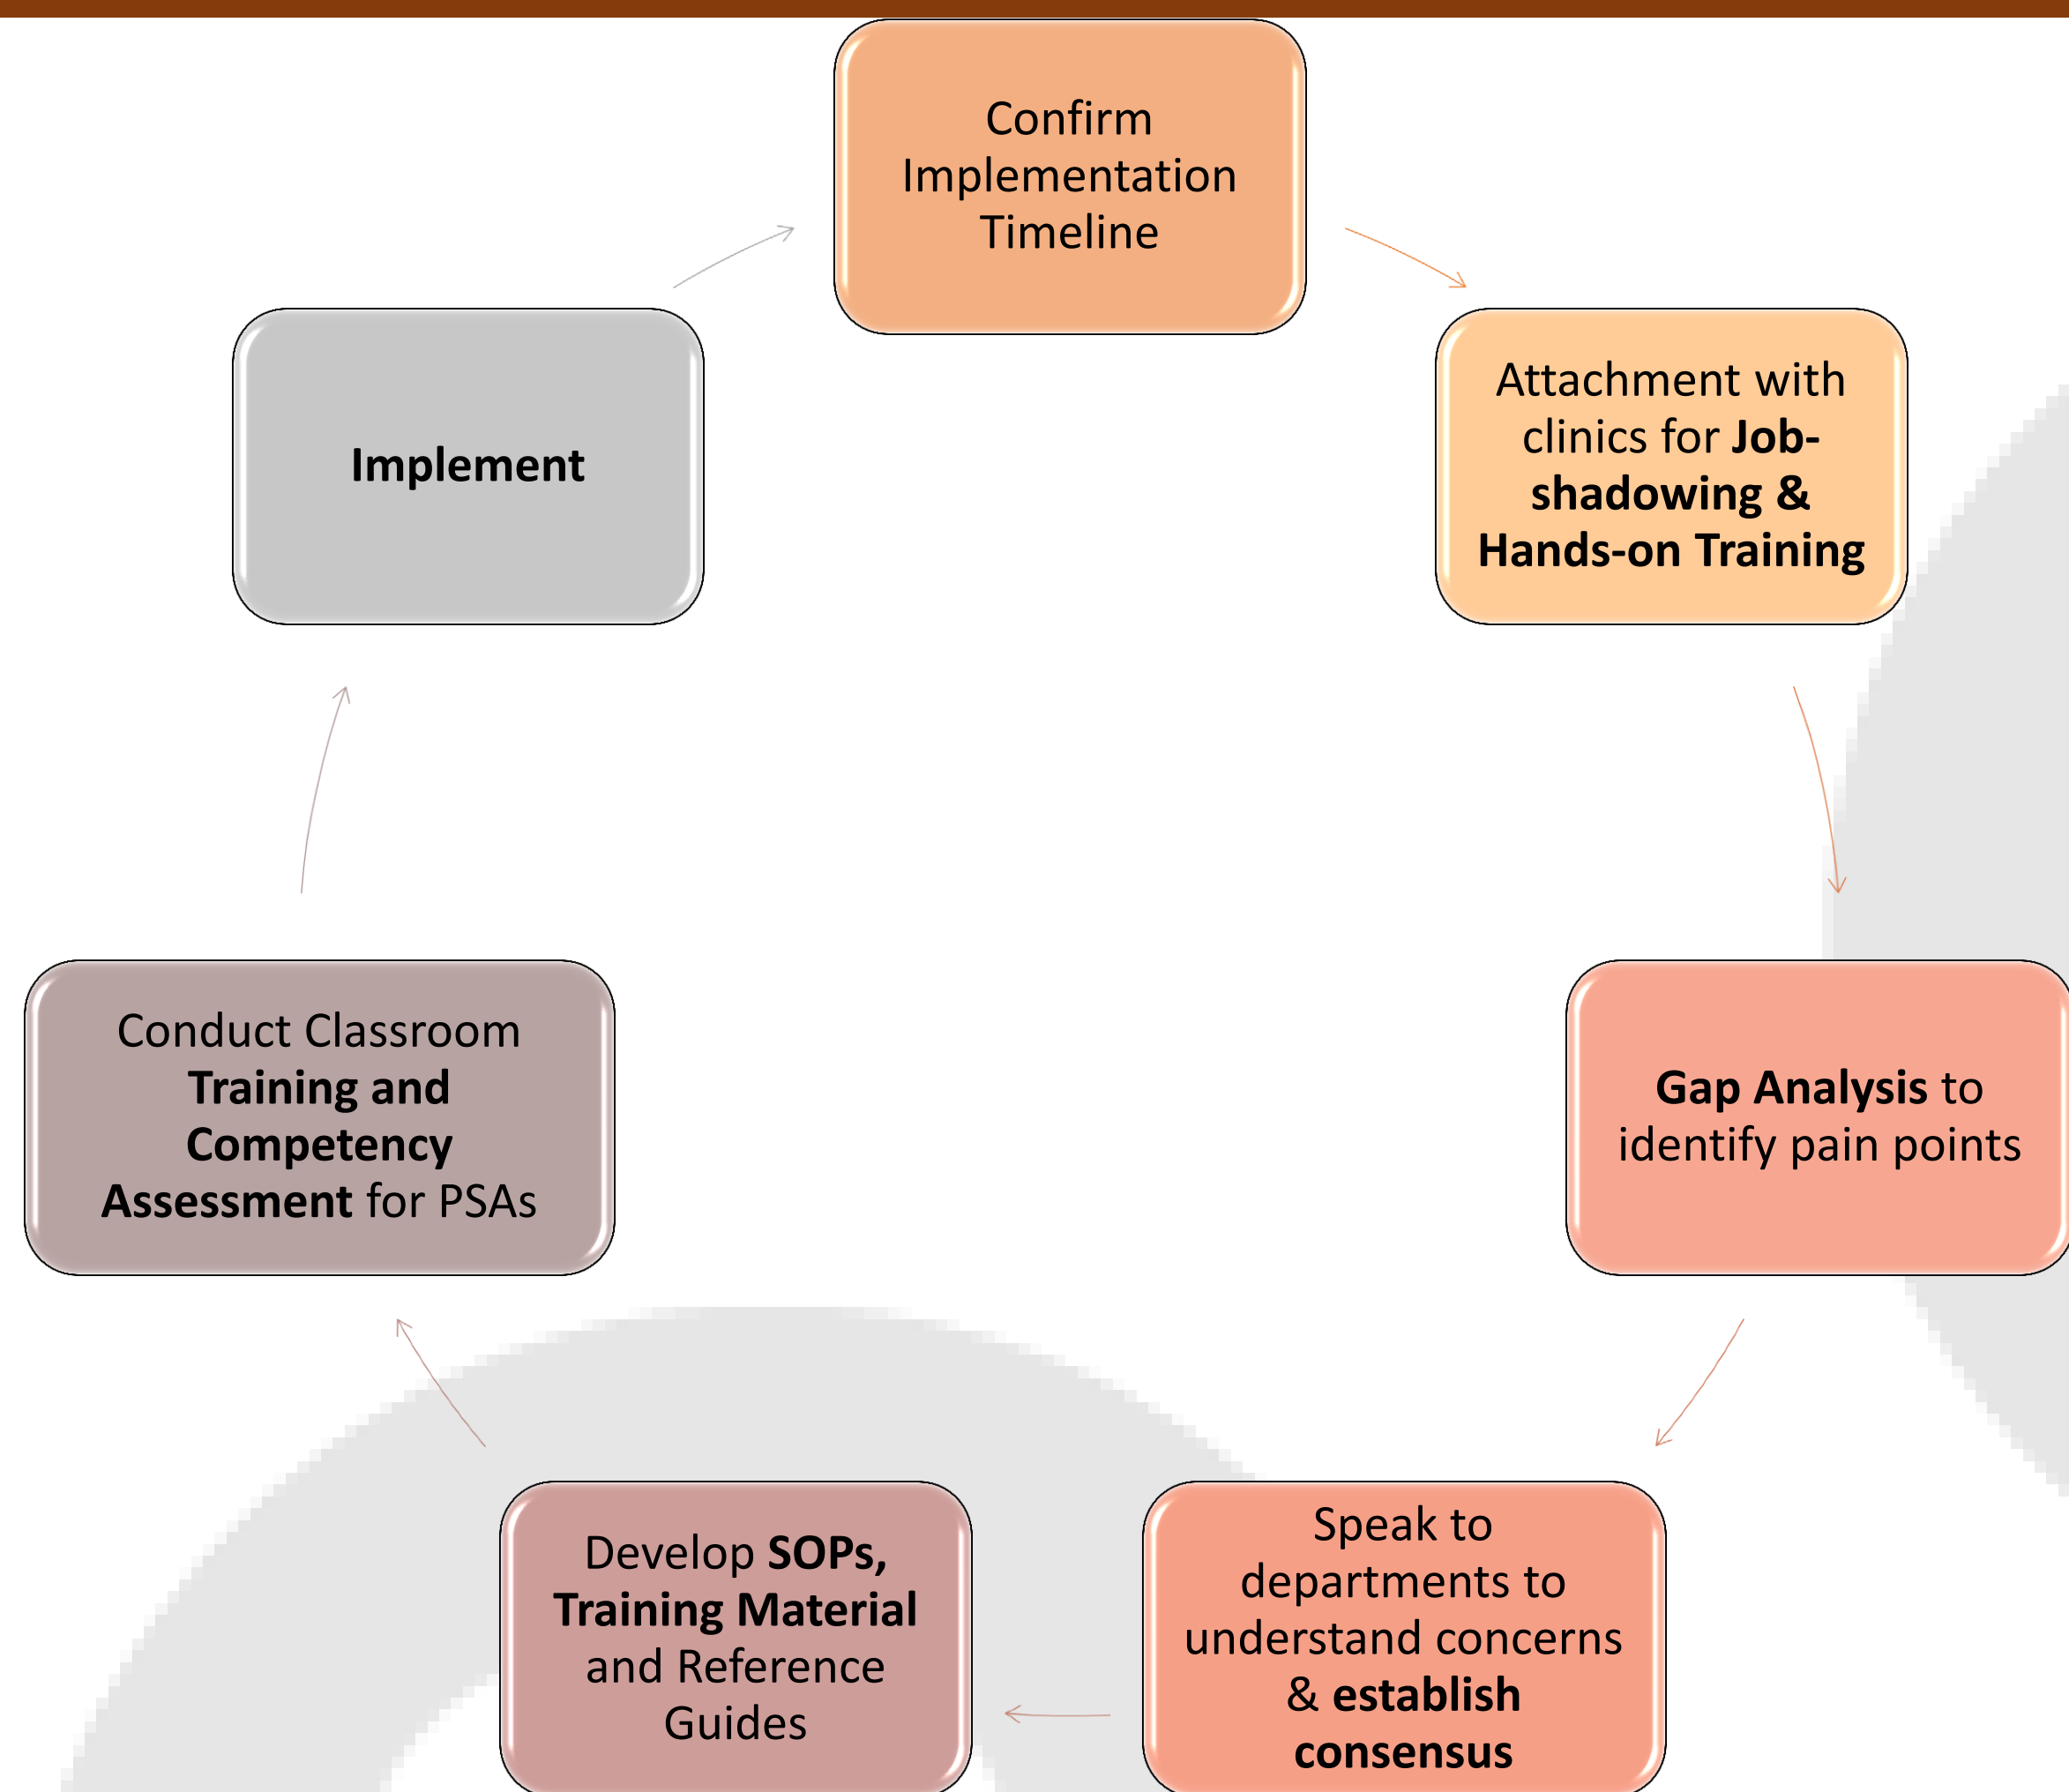 Confirm
Implementation
Timeline
Attachment with
clinics for Job-
shadowing &
Hands-on Training
Gap Analysis to
identify pain points
Speak to
departments to
understand concerns
& establish
consensus
Develop SOPs,
Training Material
and Reference
Guides
Conduct Classroom
Training and
Competency
Assessment for PSAs
Implement